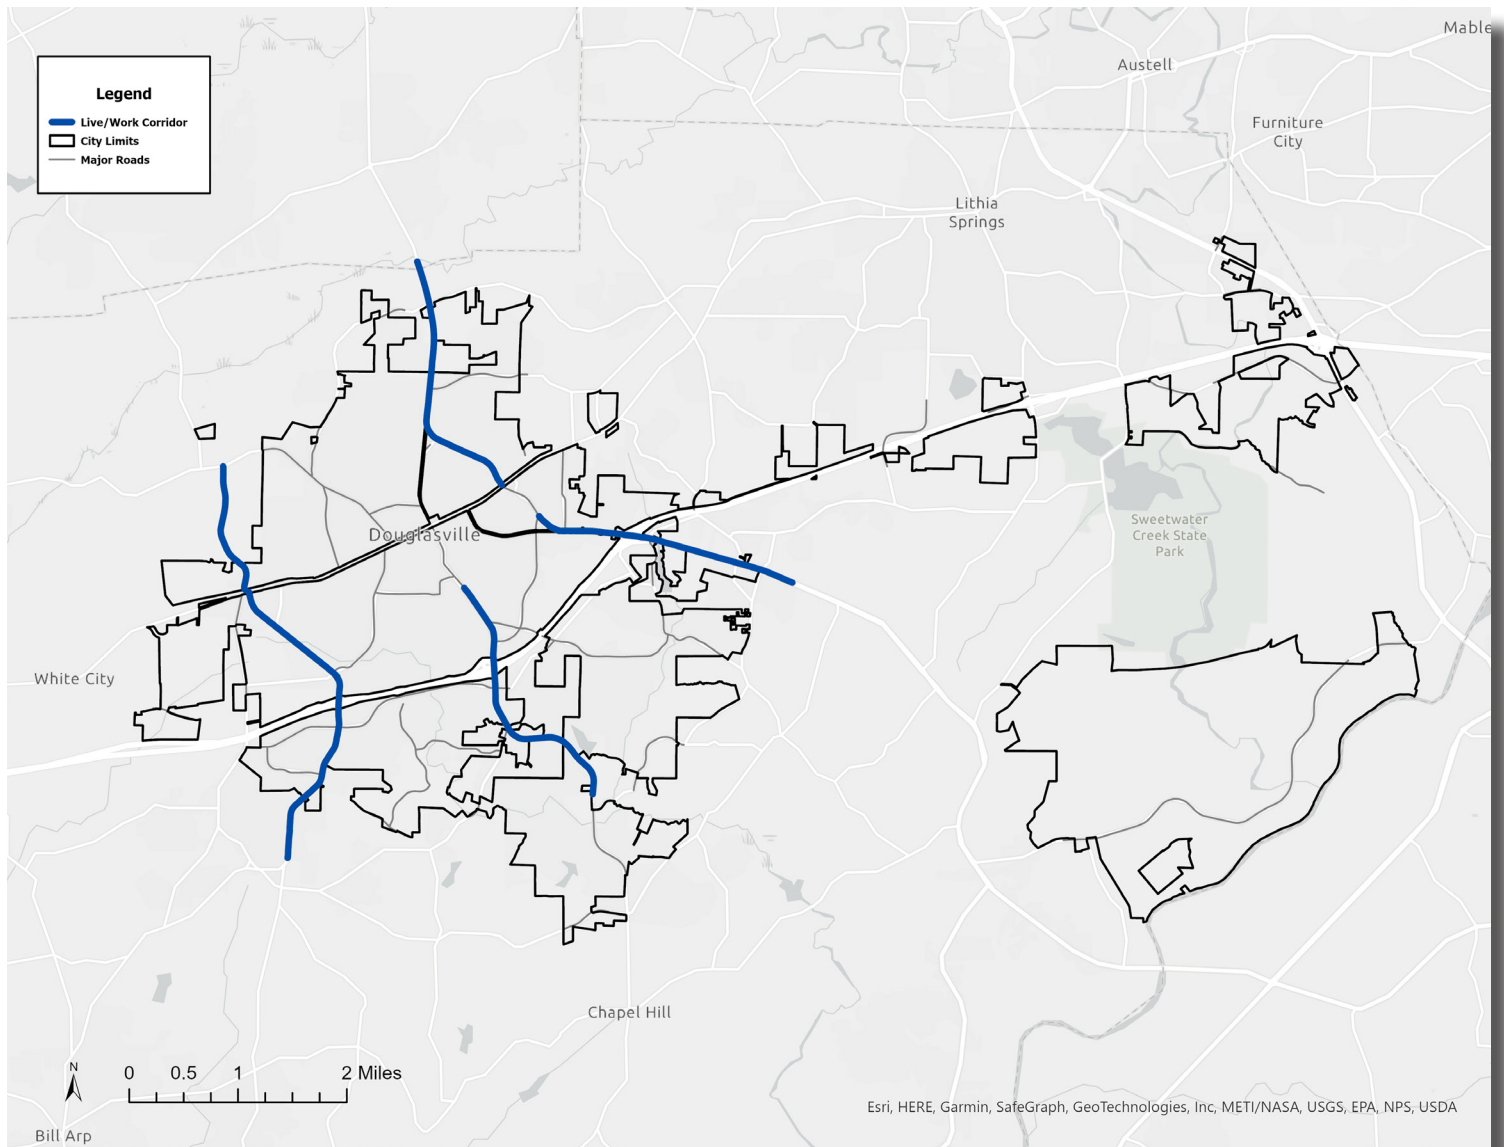 Mable
Austell
Legend
Live/Work Corridor
City Limits
Major Roads
Furniture
City
Lithia
Springs
Douglasville
Sweetwater
Creek State
Park
White City
Chapel Hill
N
0 0.5 1 2 Miles
Esri, HERE, Garmin, SafeGraph, GeoTechnologies, Inc, METI/NASA, USGS, EPA, NPS, USDA
Bill Arp